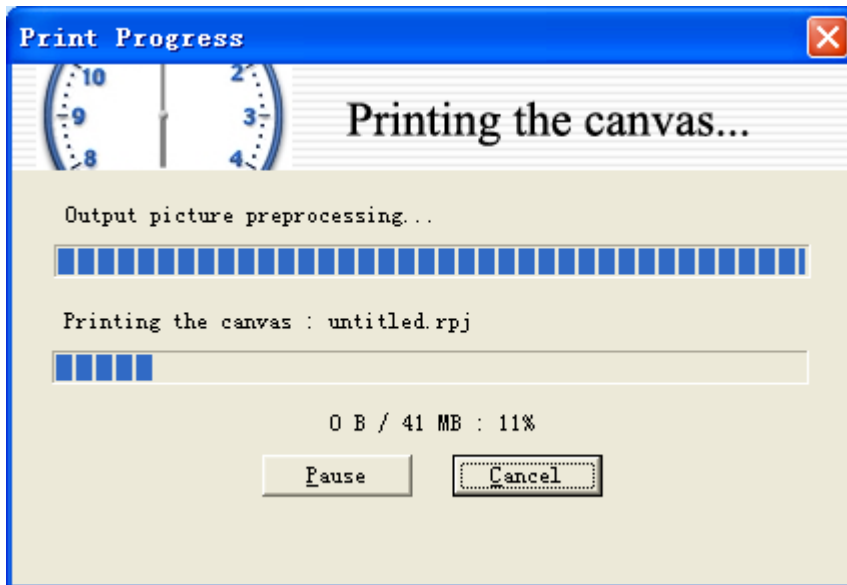 Print Progress
10
2
9
3
8
4
Printing the canvas...
Output picture preprocessing...
Printing the canvas : untitled.rpj
0 B / 41 MB : 11%
Pause
Cancel